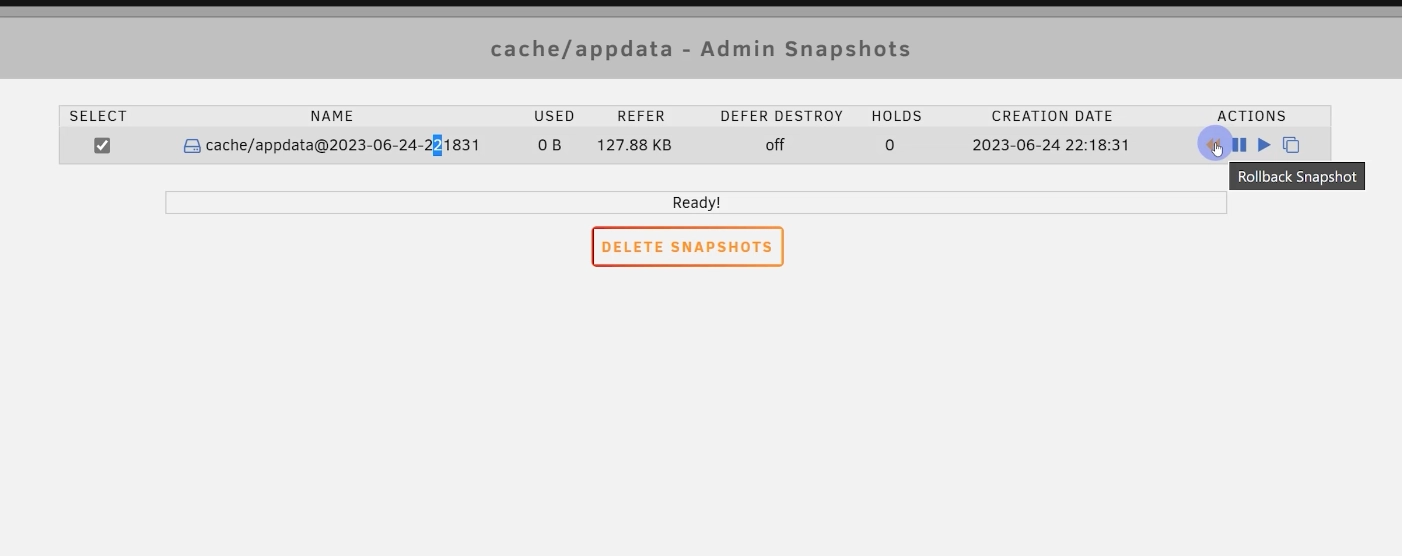 cache/appdata - Admin Snapshots
SELECT NAME USED REFER DEFER DESTROY HOLDS CREATION DATE ACTIONS
cache/appdata@2023-06-24-221831 0 B 127.88 KB off 0 2023-06-24 22:18:31
Rollback Snapshot
Ready!
DELETE SNAPSHOTS